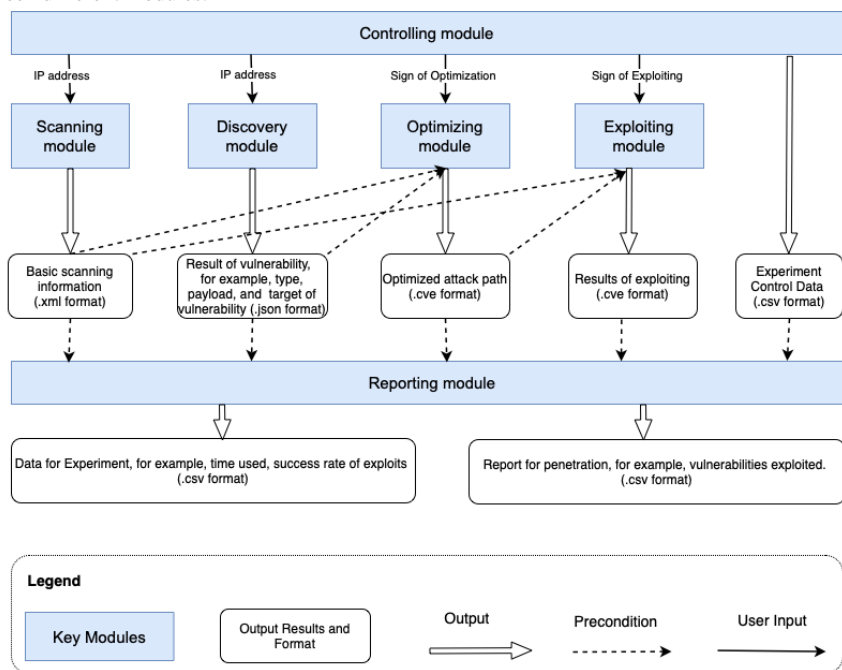 Controlling module
IP address
IP address
Sign of Optimization
Sign of Exploiting
Scanning
module
Discovery
module
Optimizing
module
Exploiting
module
Basic scanning
information
(.xml format)
Result of vulnerability,
for example, type,
payload, and target of
vulnerability (.json format)
Optimized attack path
(.cve format)
Results of exploiting
(.cve format)
Experiment
Control Data
(.csv format)
Reporting module
Data for Experiment, for example, time used, success rate of exploits
(.csv format)
Report for penetration, for example, vulnerabilities exploited.
(.csv format)
Legend
Key Modules
Output Results and
Format
Output
Precondition
User Input